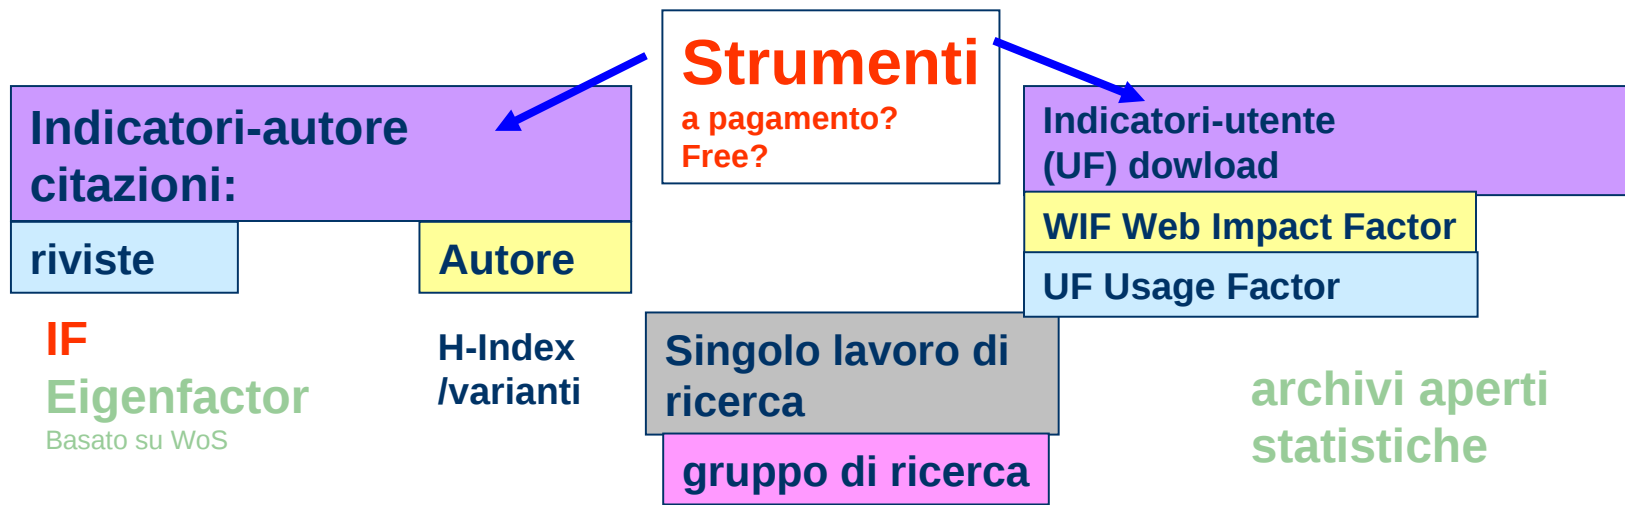 Strumenti
a pagamento?
Free?
Indicatori-autore
citazioni:
riviste
Autore
IF
Eigenfactor
Basato su WoS
H-Index
/varianti
Singolo lavoro di
ricerca
gruppo di ricerca
Indicatori-utente
(UF) dowload
WIF Web Impact Factor
UF Usage Factor
archivi aperti
statistiche